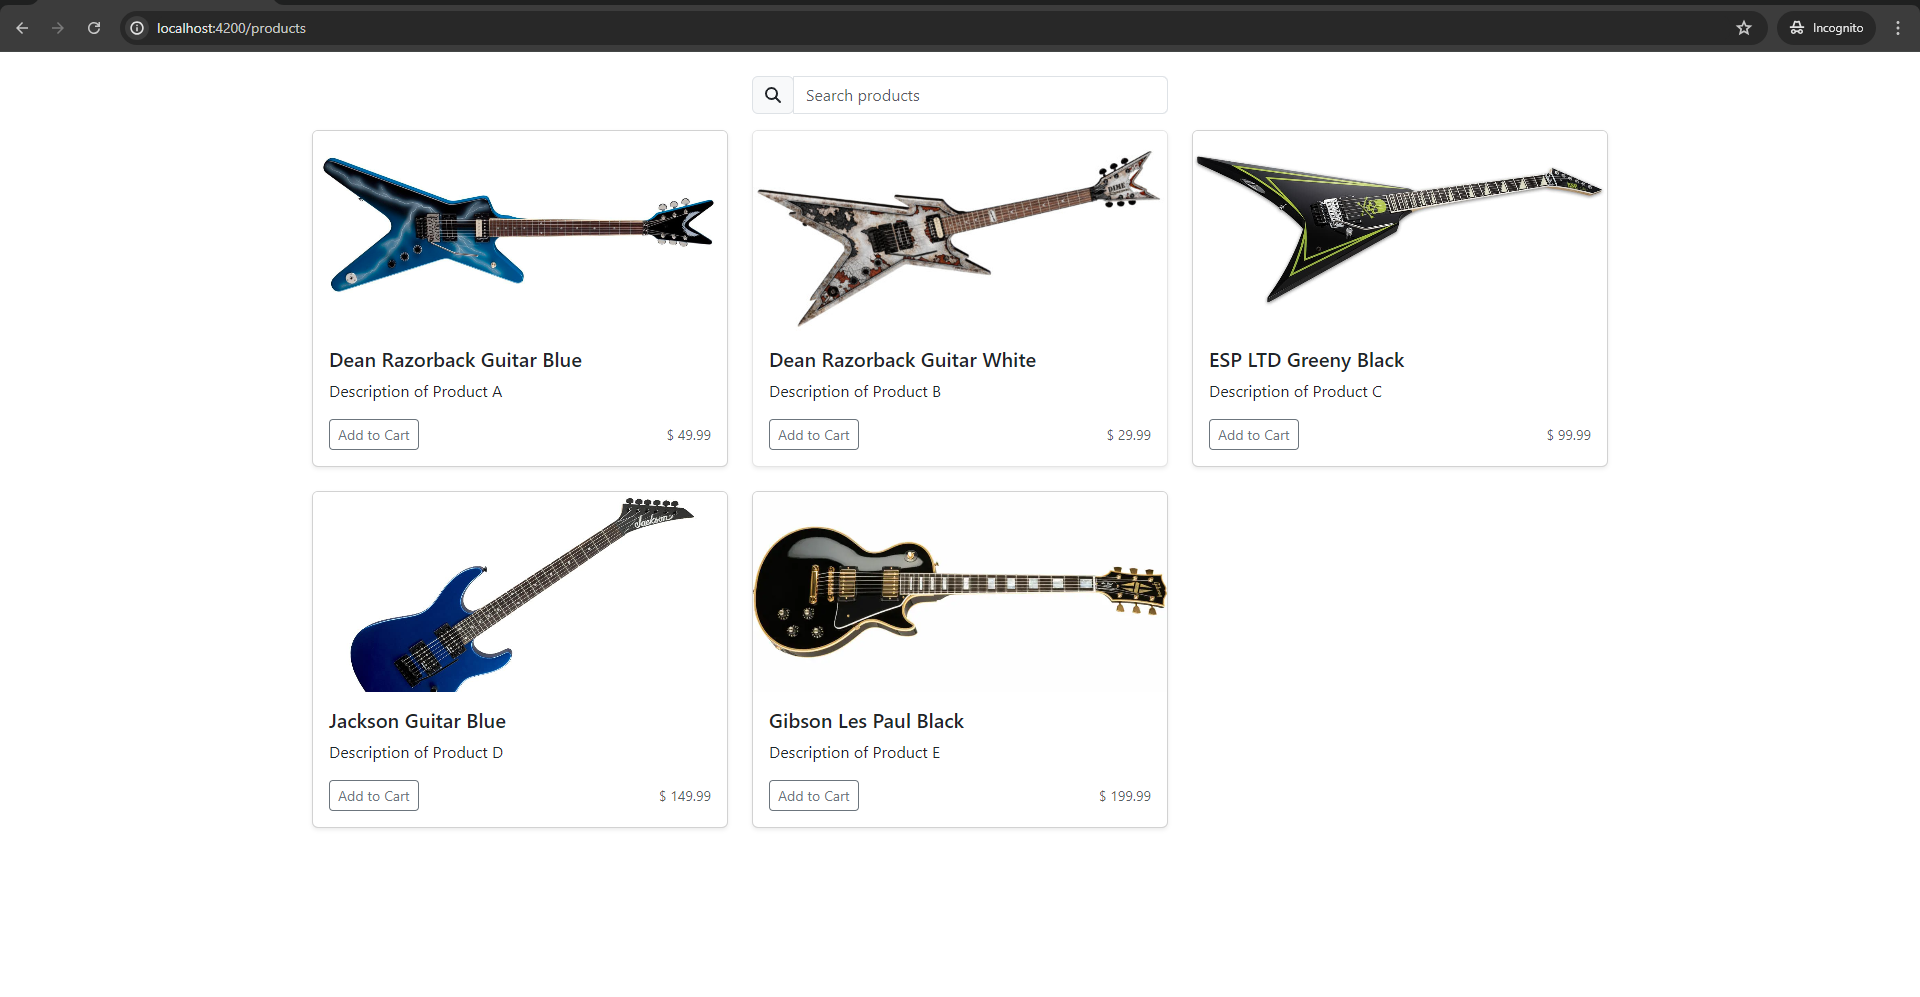 localhost:4200/products
Incognito
Search products
DIME
Dean Razorback Guitar Blue
Description of Product A
Add to Cart
$ 49.99
Dean Razorback Guitar White
Description of Product B
Add to Cart
$ 29.99
ESP LTD Greeny Black
Description of Product C
Add to Cart
$ 99.99
Jackson
Jackson Guitar Blue
Description of Product D
Add to Cart
$ 149.99
Gibson
Gibson Les Paul Black
Description of Product E
Add to Cart
$ 199.99